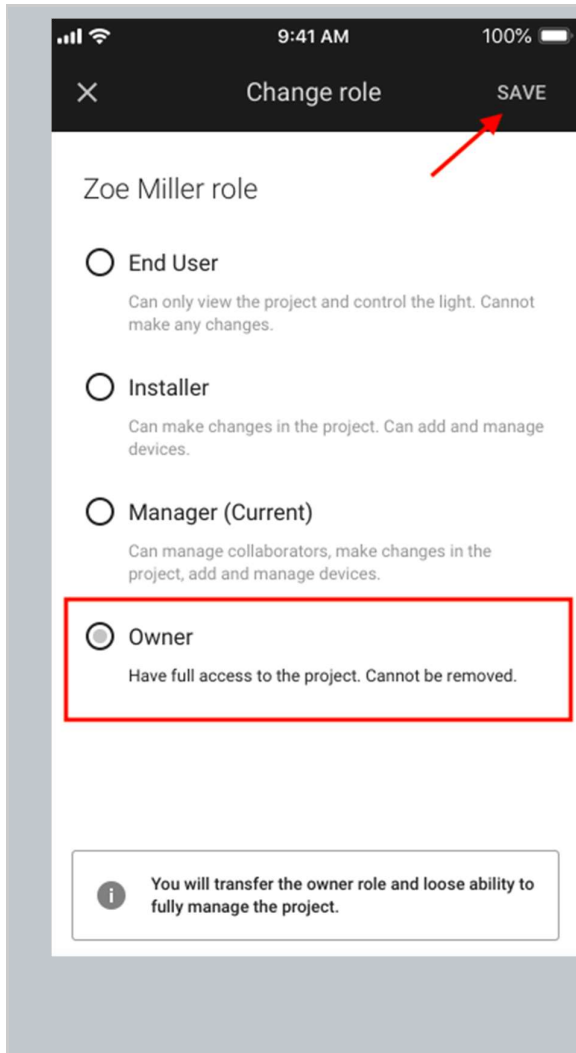 9:41 AM 100%
Change role SAVE
Zoe Miller role
End User
Can only view the project and control the light. Cannot
make any changes.
Installer
Can make changes in the project. Can add and manage
devices.
Manager (Current)
Can manage collaborators, make changes in the
project, add and manage devices.
Owner
Have full access to the project. Cannot be removed.
You will transfer the owner role and loose ability to
fully manage the project.